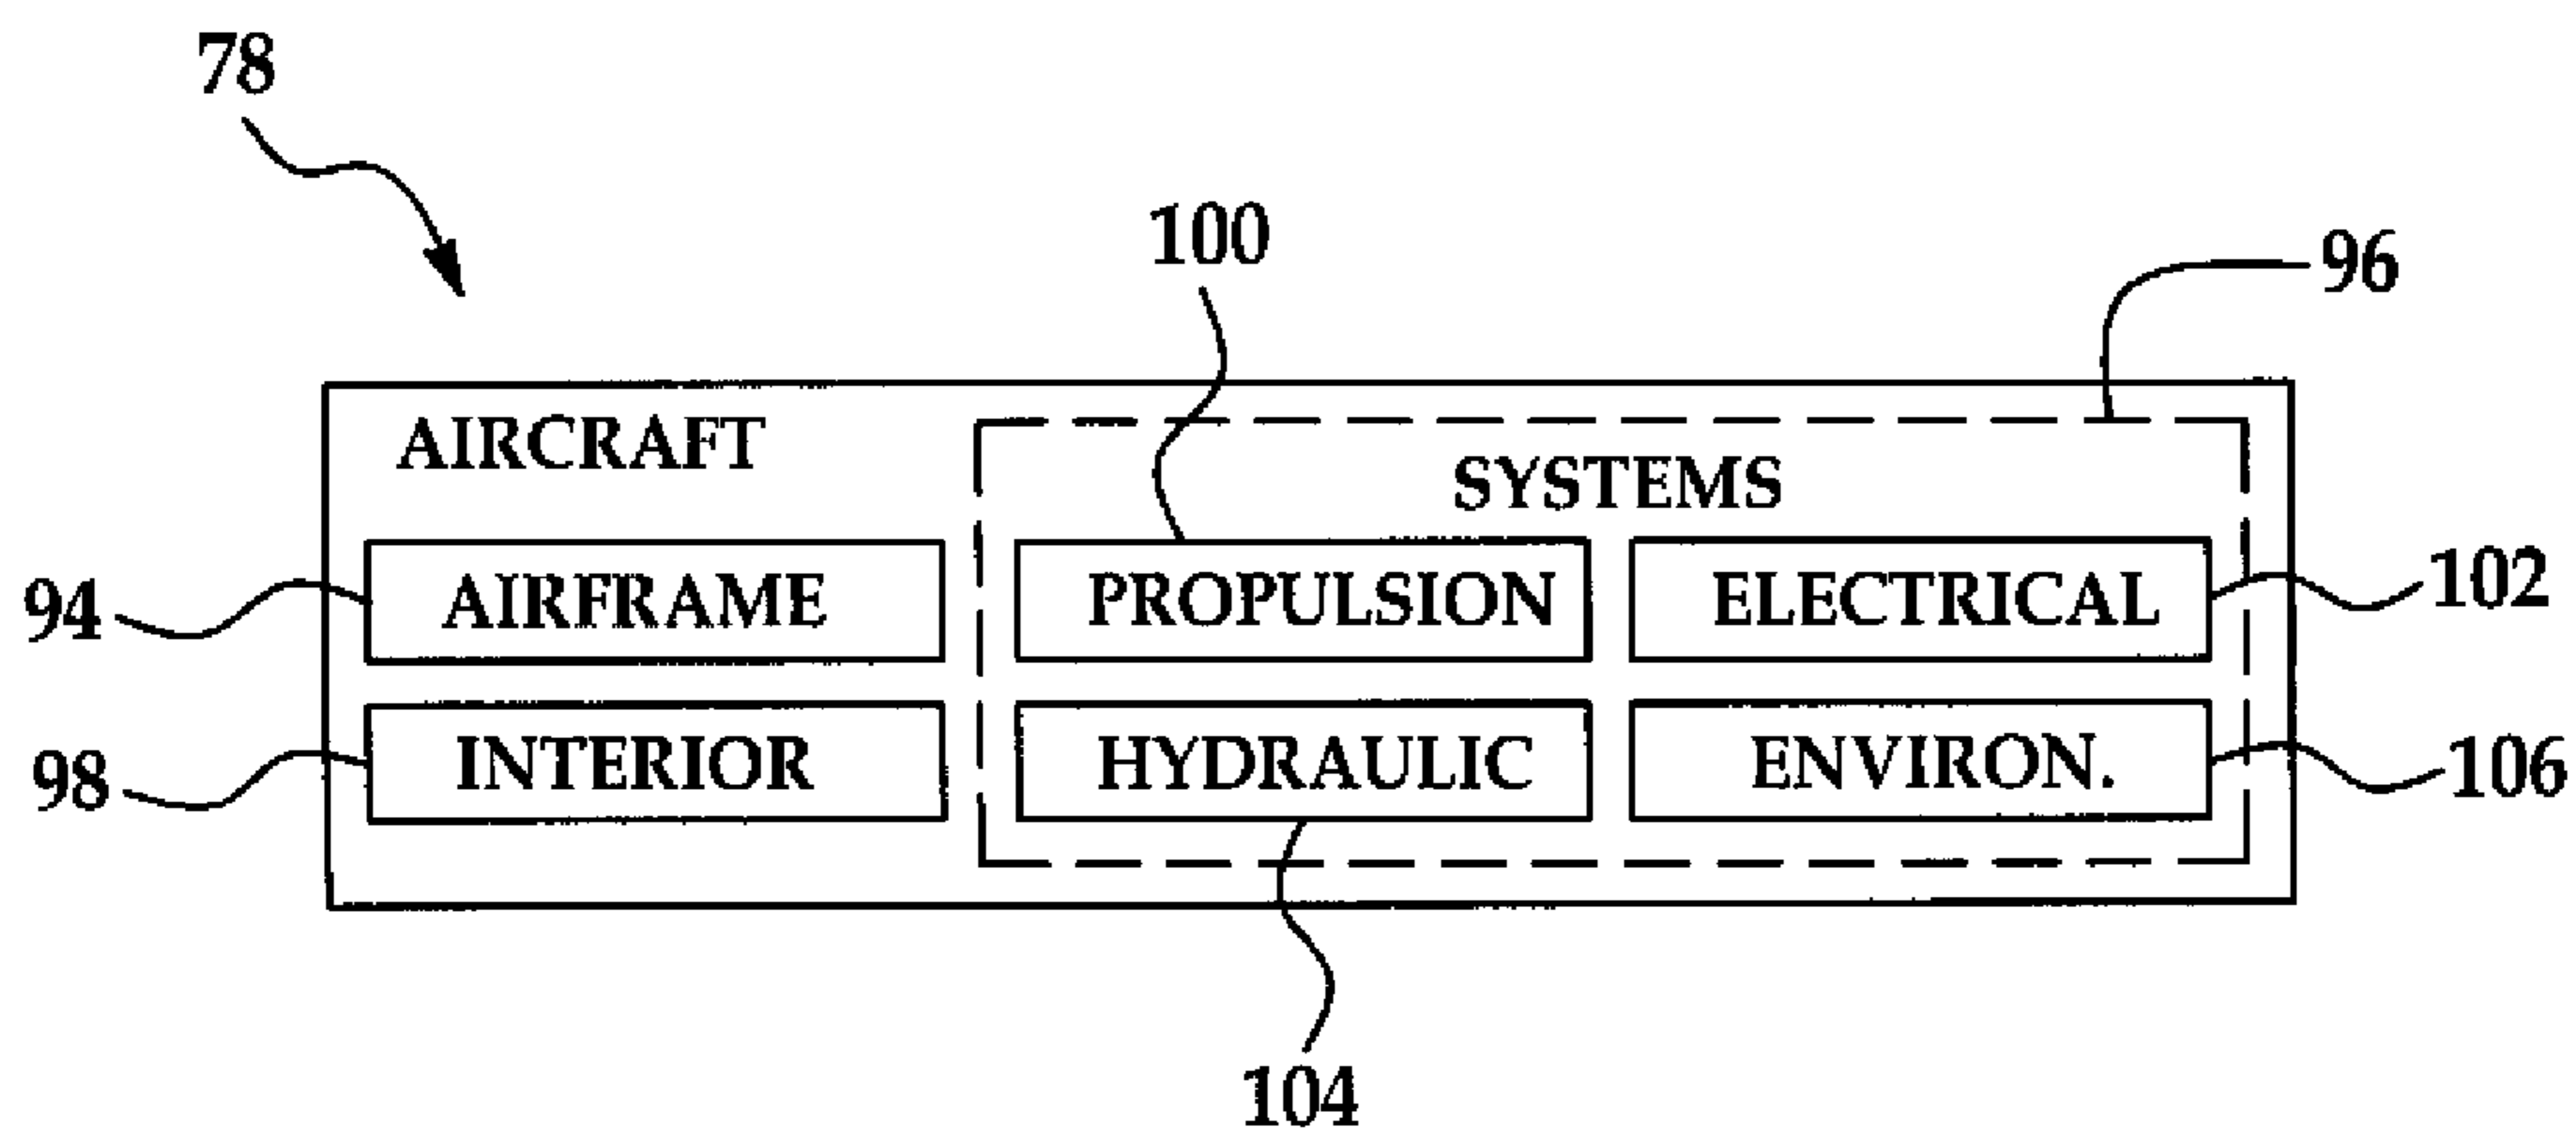 78
100
96
AIRCRAFT
SYSTEMS
94
AIRFRAME
PROPULSION
ELECTRICAL
102
98
INTERIOR
HYDRAULIC
ENVIRON.
106
104